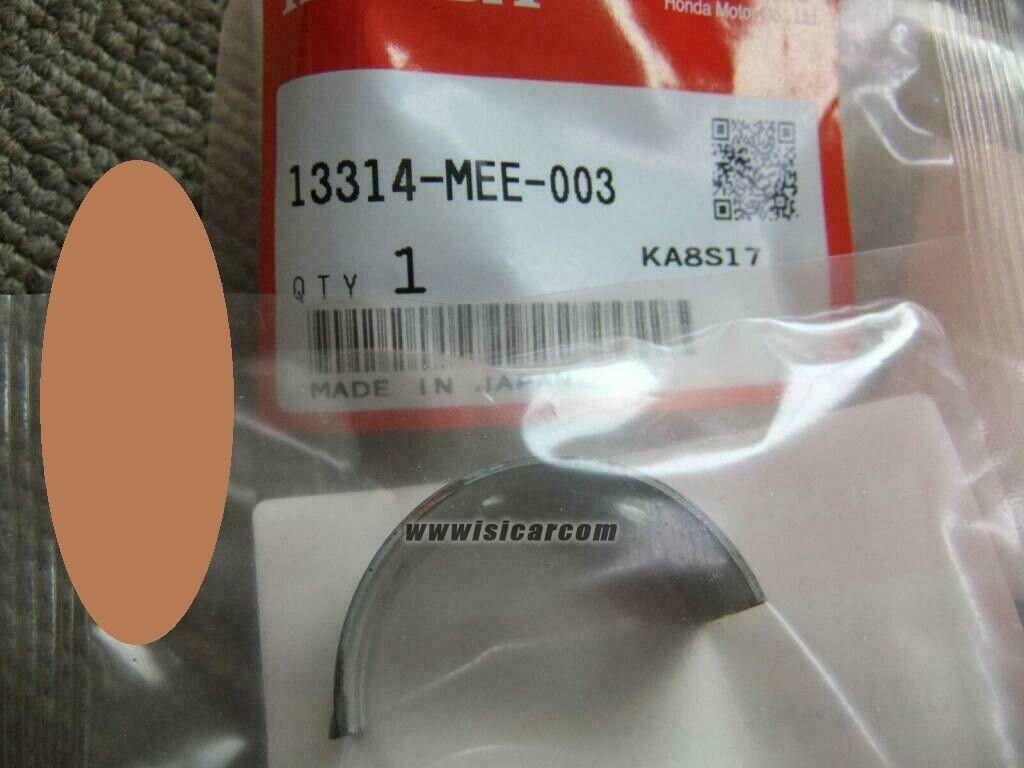 Honda Motor Co., LTD
13314-MEE-003
KA8S17
QTY 1
MADE IN JAPAN
wwwisicarcom